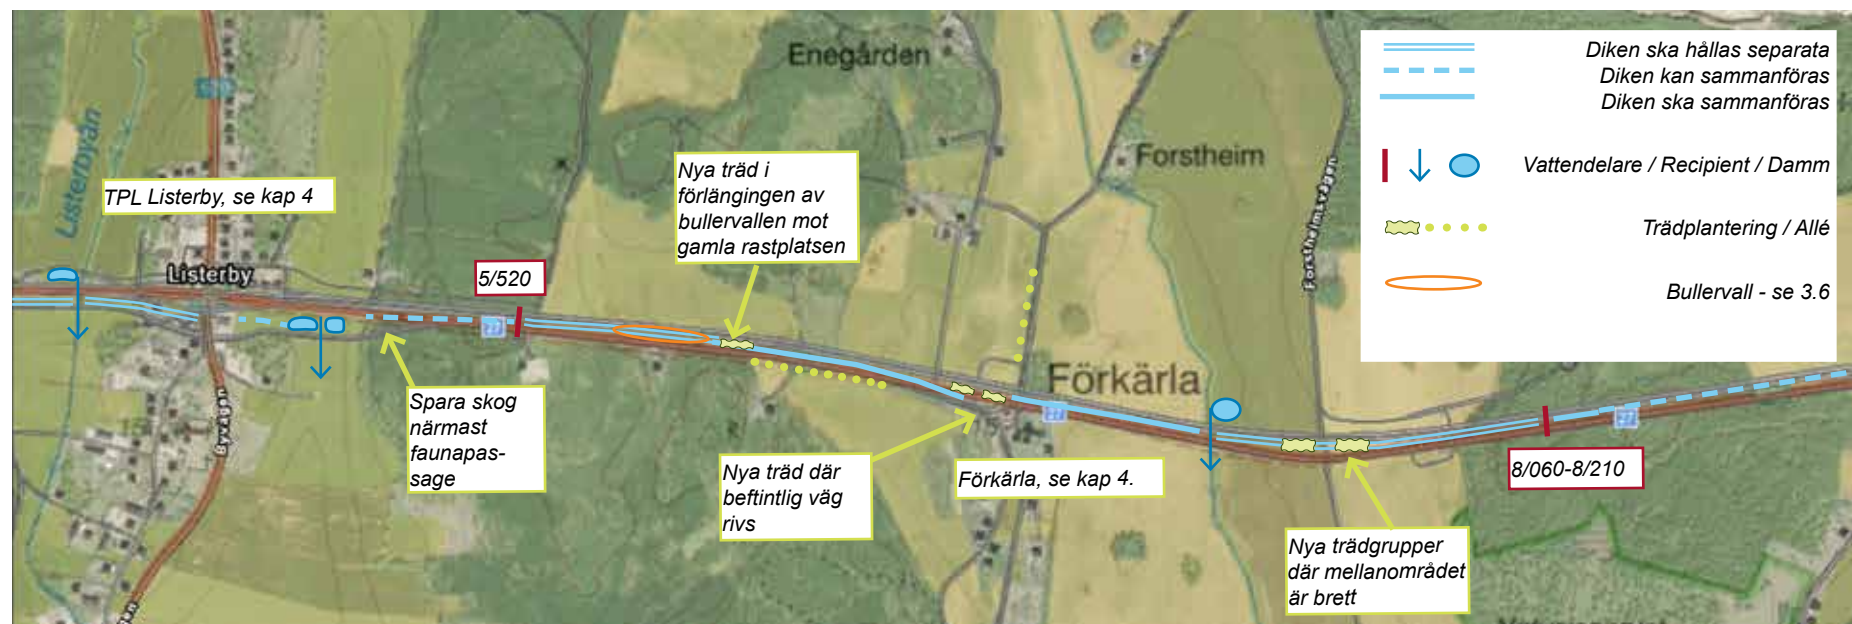 Enegården
Diken ska hållas separata
Diken kan sammanföras
Diken ska sammanföras
Vattendelare / Recipient / Damm
Trädplantering / Allé
Bullervall - se 3.6
Listerbyån
TPL Listerby, se kap 4
Nya träd i
förlängingen av
bullervallen mot
gamla rastplatsen
Forstheim
Forstheimsvägen
Listerby
5/520
27
Spara skog
närmast
faunapas-
sage
Byvägen
Förkärla
27
27
Nya träd där
beftintlig väg
rivs
Förkärla, se kap 4.
8/060-8/210
Nya trädgrupper
där mellanområdet
är brett